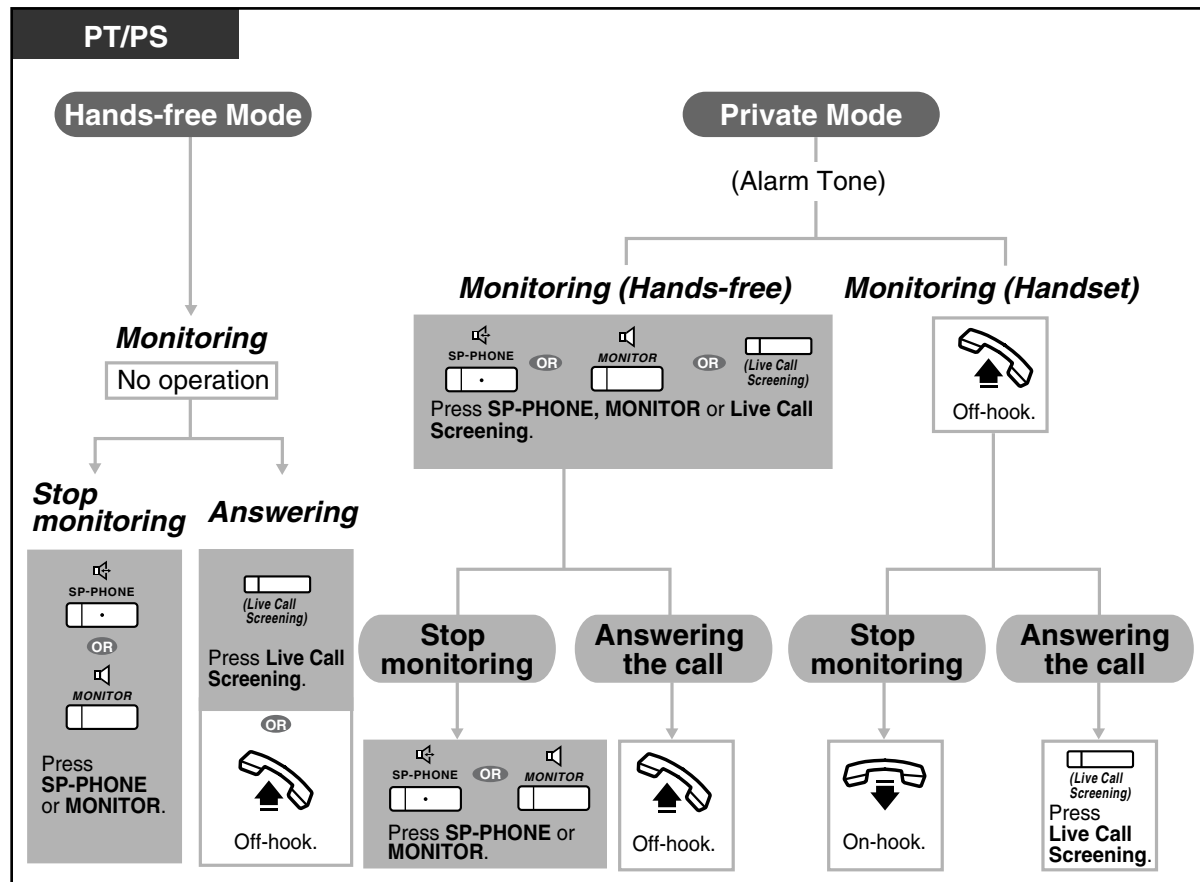 PT/PS
Hands-free Mode
Private Mode
(Alarm Tone)
Monitoring
No operation
Monitoring (Hands-free)
SP-PHONE
OR
MONITOR
OR
(Live Call
Screening)
Press SP-PHONE, MONITOR or Live Call
Screening.
Monitoring (Handset)
Off-hook.
Stop
monitoring
SP-PHONE
OR
MONITOR
Press
SP-PHONE
or MONITOR.
Answering
(Live Call
Screening)
Press Live Call
Screening.
OR
Off-hook.
Stop
monitoring
SP-PHONE
OR
MONITOR
Press SP-PHONE or
MONITOR.
Answering
the call
Off-hook.
Stop
monitoring
On-hook.
Answering
the call
(Live Call
Screening)
Press
Live Call
Screening.